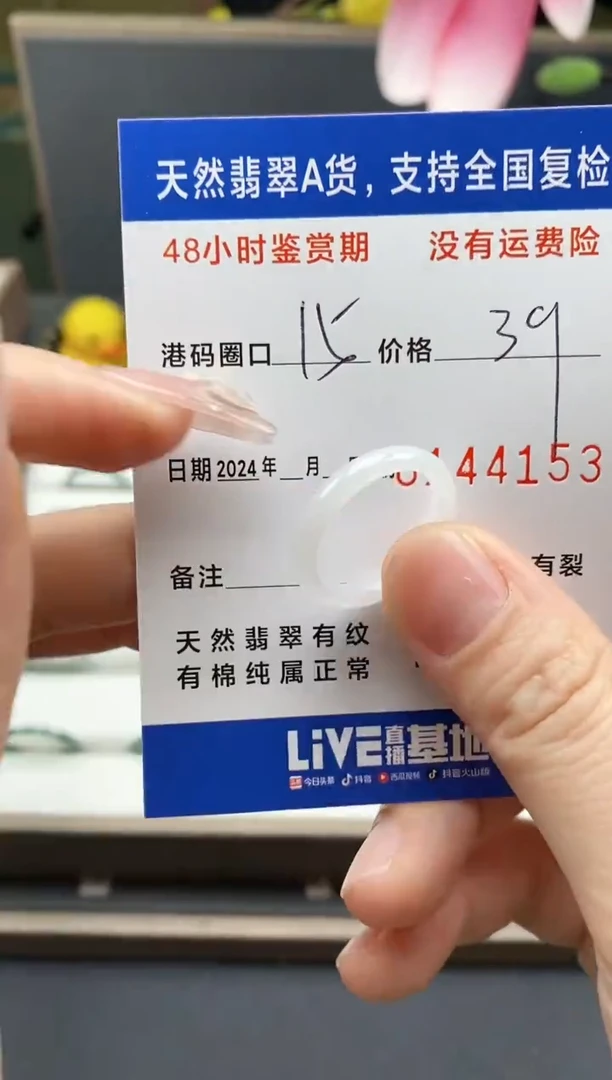 天然翡翠A货，支持全国复检
48小时鉴赏期 没有运费险
港码圈口 15 价格 39
日期 2024年 月 144153
备注 有裂
天然翡翠有纹
有棉纯属正常
LiVE直播基地
今日头条 抖音 西瓜视频 抖音火山版